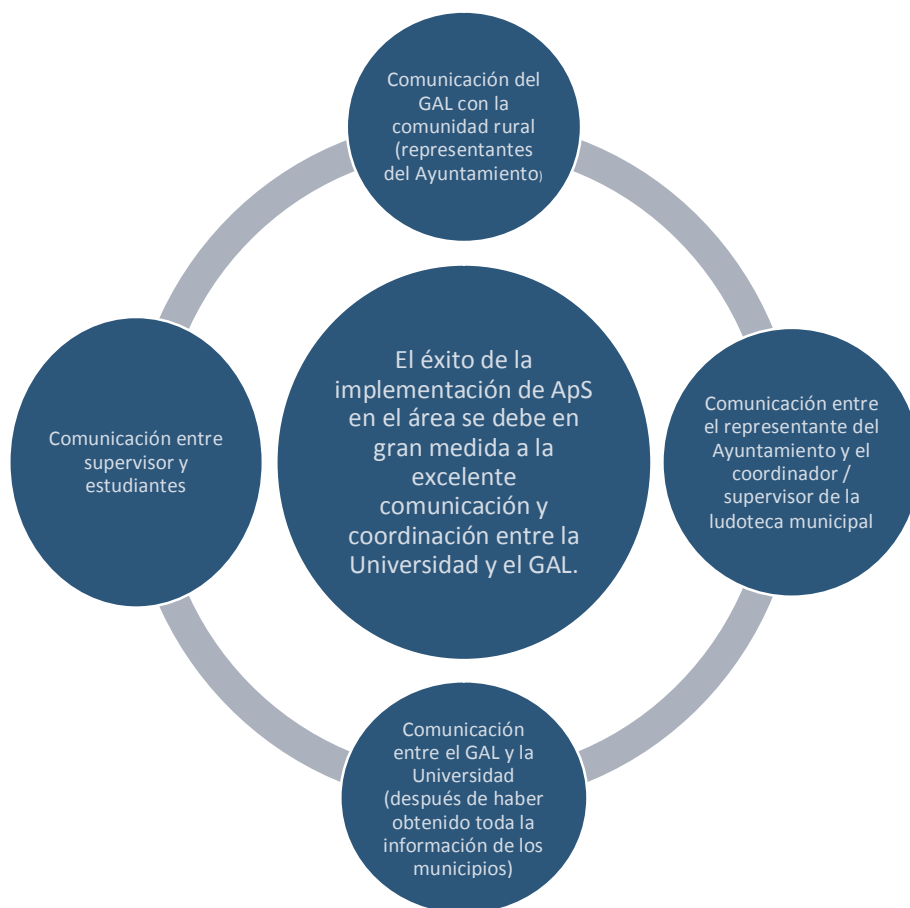 Comunicación del
GAL con la
comunidad rural
(representantes
del Ayuntamiento)
El éxito de la
implementación de ApS
en el área se debe en
gran medida a la
excelente
comunicación y
coordinación entre la
Universidad y el GAL.
Comunicación entre
el representante del
Ayuntamiento y el
coordinador /
supervisor de la
ludoteca municipal
Comunicación
entre el GAL y la
Universidad
(después de haber
obtenido toda la
información de los
municipios)
Comunicación entre
supervisor y
estudiantes